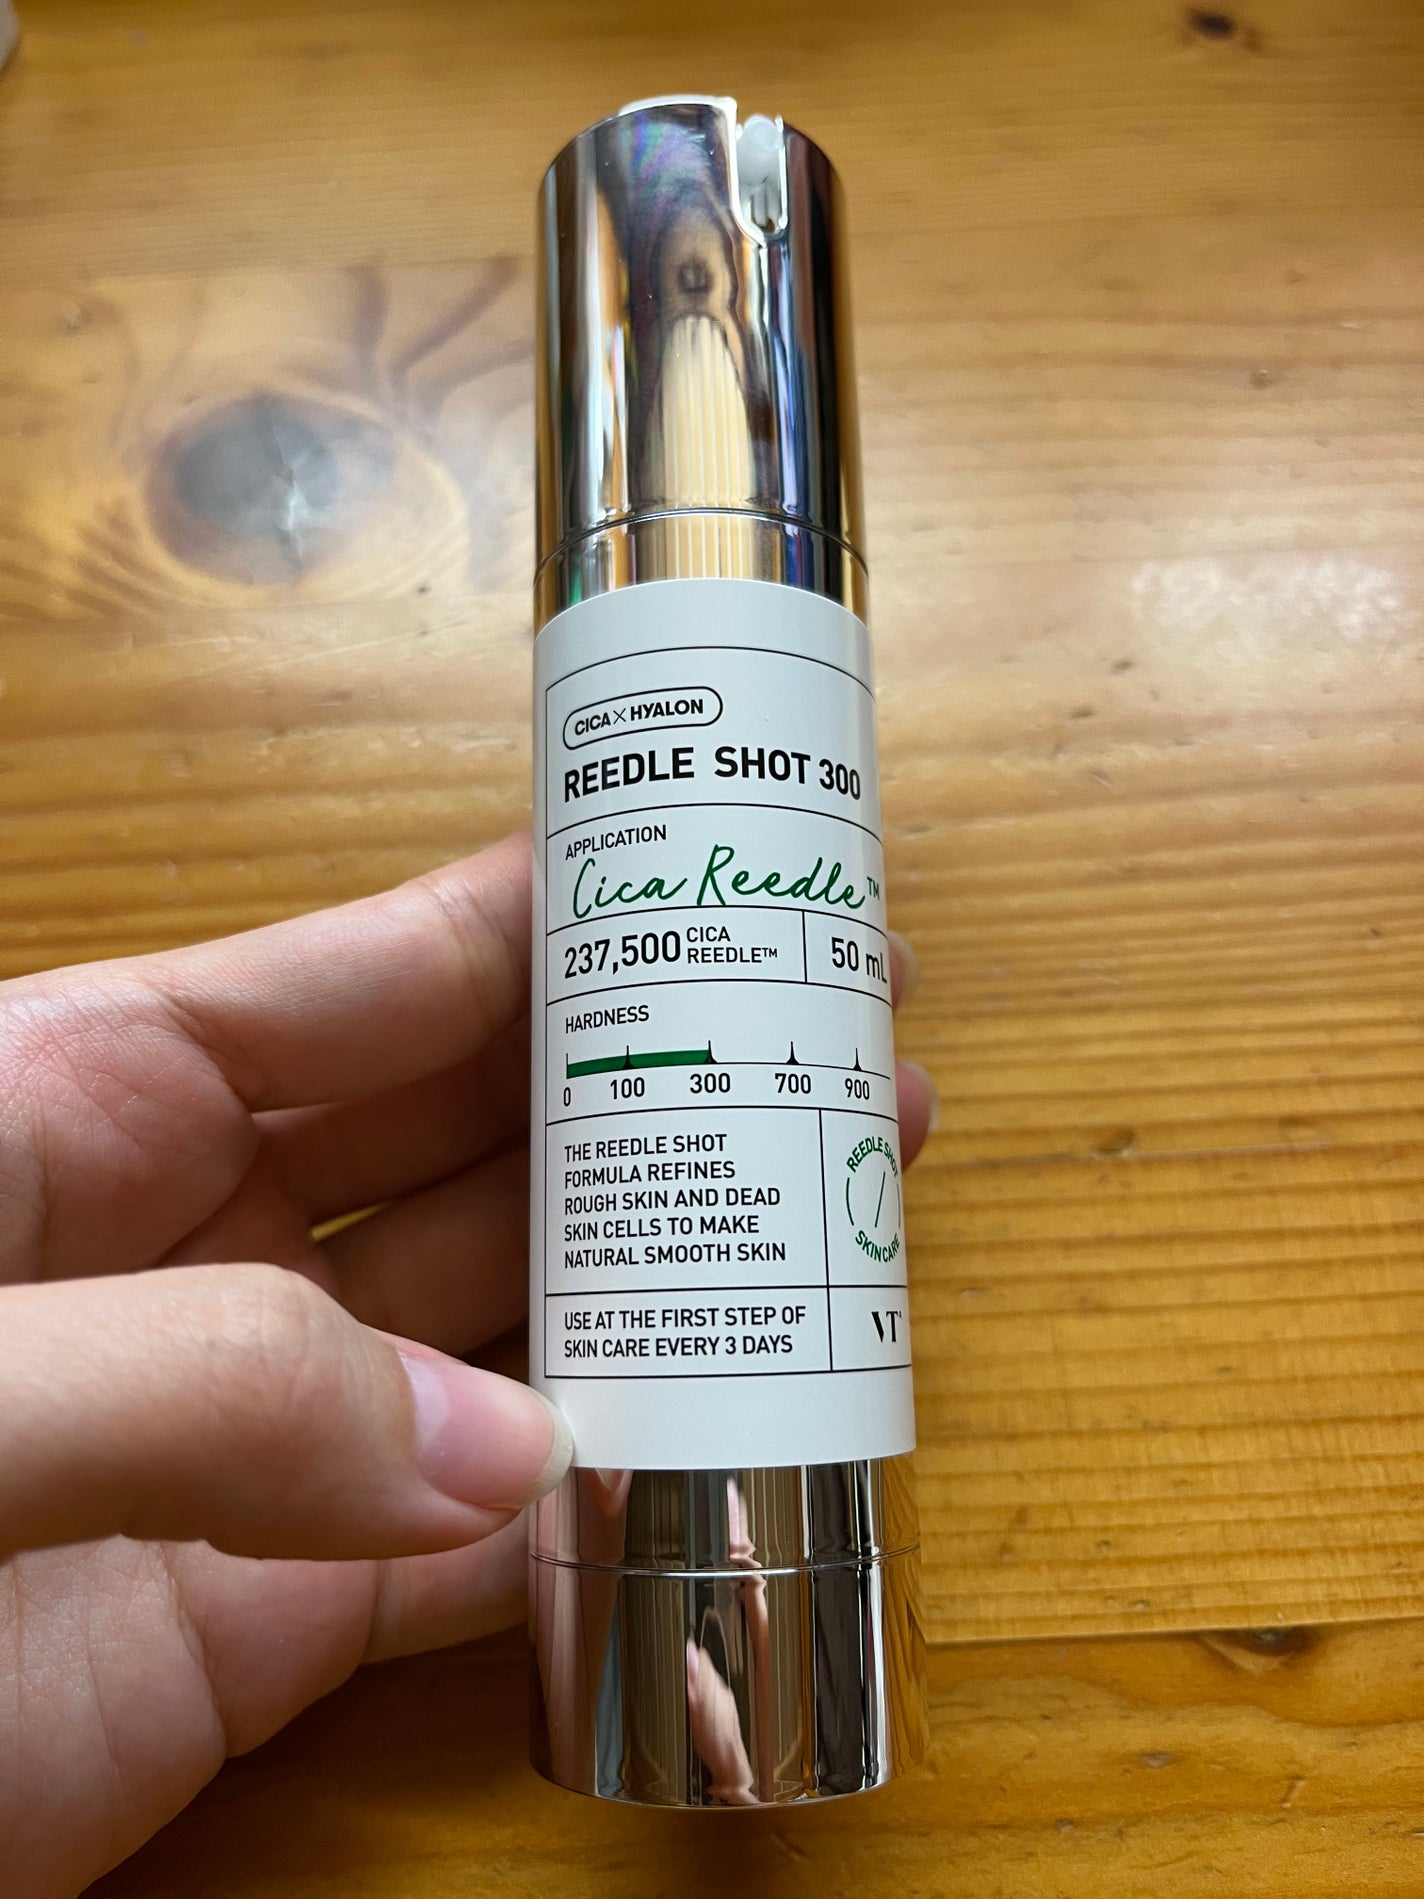 CICA×HYALON
REEDLE SHOT 300
APPLICATION
Cica Reedle™
237,500 CICA REEDLE™
50 mL
HARDNESS
0 100 300 700 900
THE REEDLE SHOT
FORMULA REFINES
ROUGH SKIN AND DEAD
SKIN CELLS TO MAKE
NATURAL SMOOTH SKIN
REEDLE SHOT
SKINCARE
USE AT THE FIRST STEP OF
SKIN CARE EVERY 3 DAYS
VT